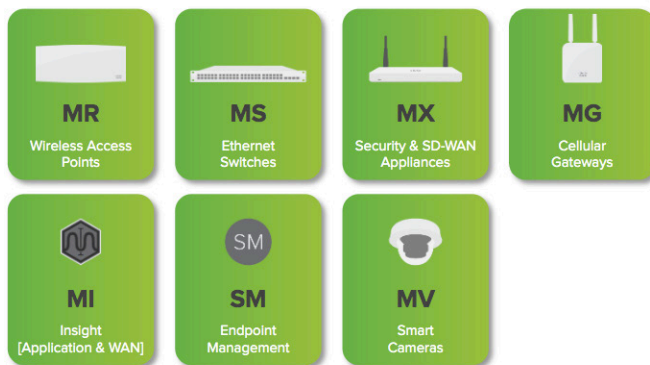 MR
Wireless Access
Points
MS
Ethernet
Switches
MX
Security & SD-WAN
Appliances
MG
Cellular
Gateways
MI
Insight
[Application & WAN]
SM
SM
Endpoint
Management
MV
Smart
Cameras